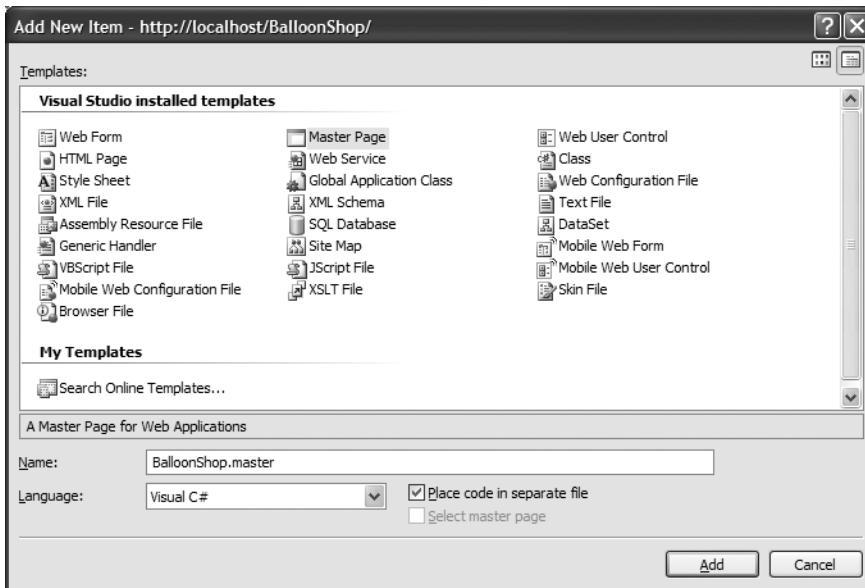 Add New Item - http://localhost/BalloonShop/
Templates:
Visual Studio installed templates
Web Form Master Page Web User Control
HTML Page Web Service Class
Style Sheet Global Application Class Web Configuration File
XML File XML Schema Text File
Assembly Resource File SQL Database DataSet
Generic Handler Site Map Mobile Web Form
VBScript File JScript File Mobile Web User Control
Mobile Web Configuration File XSLT File Skin File
Browser File
My Templates
Search Online Templates...
A Master Page for Web Applications
Name: BalloonShop.master
Language: Visual C# Place code in separate file
Select master page
Add Cancel